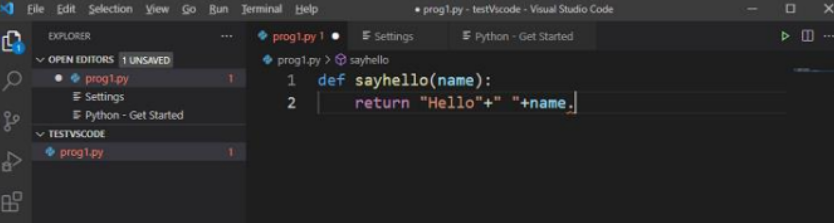 File Edit Selection View Go Run Terminal Help
prog1.py - testVscode - Visual Studio Code
EXPLORER
prog1.py 1
Settings
Python - Get Started
OPEN EDITORS 1 UNSAVED
prog1.py > sayhello
prog1.py 1
Settings
Python - Get Started
TESTVSCODE
prog1.py 1
1 def sayhello(name):
2 return "Hello"+" "+name.